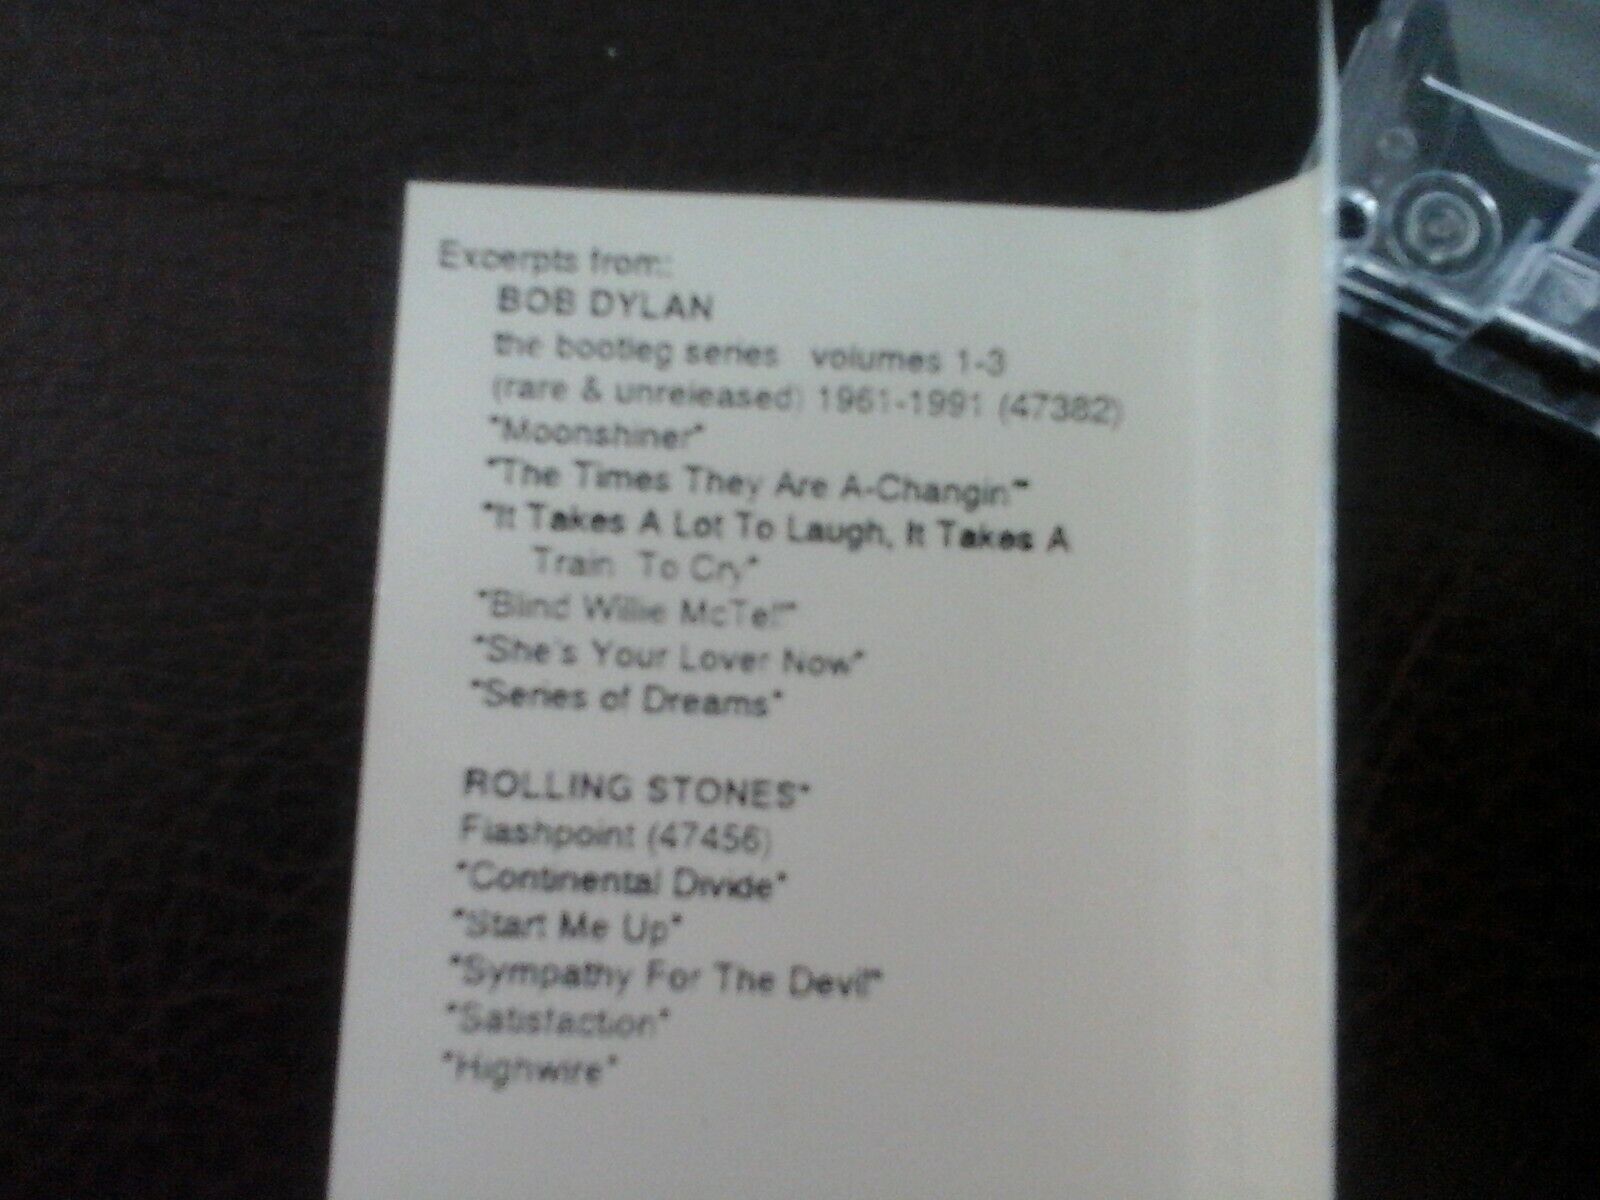 Excerpts from:
BOB DYLAN
the bootleg series volumes 1-3
(rare & unreleased) 1961-1991 (47382)
"Moonshiner"
"The Times They Are A-Changin'"
"It Takes A Lot To Laugh, It Takes A
Train To Cry"
"Blind Willie McTell"
"She's Your Lover Now"
"Series of Dreams"
ROLLING STONES*
Flashpoint (47456)
"Continental Divide"
"Start Me Up"
"Sympathy For The Devil"
"Satisfaction"
"Highwire"